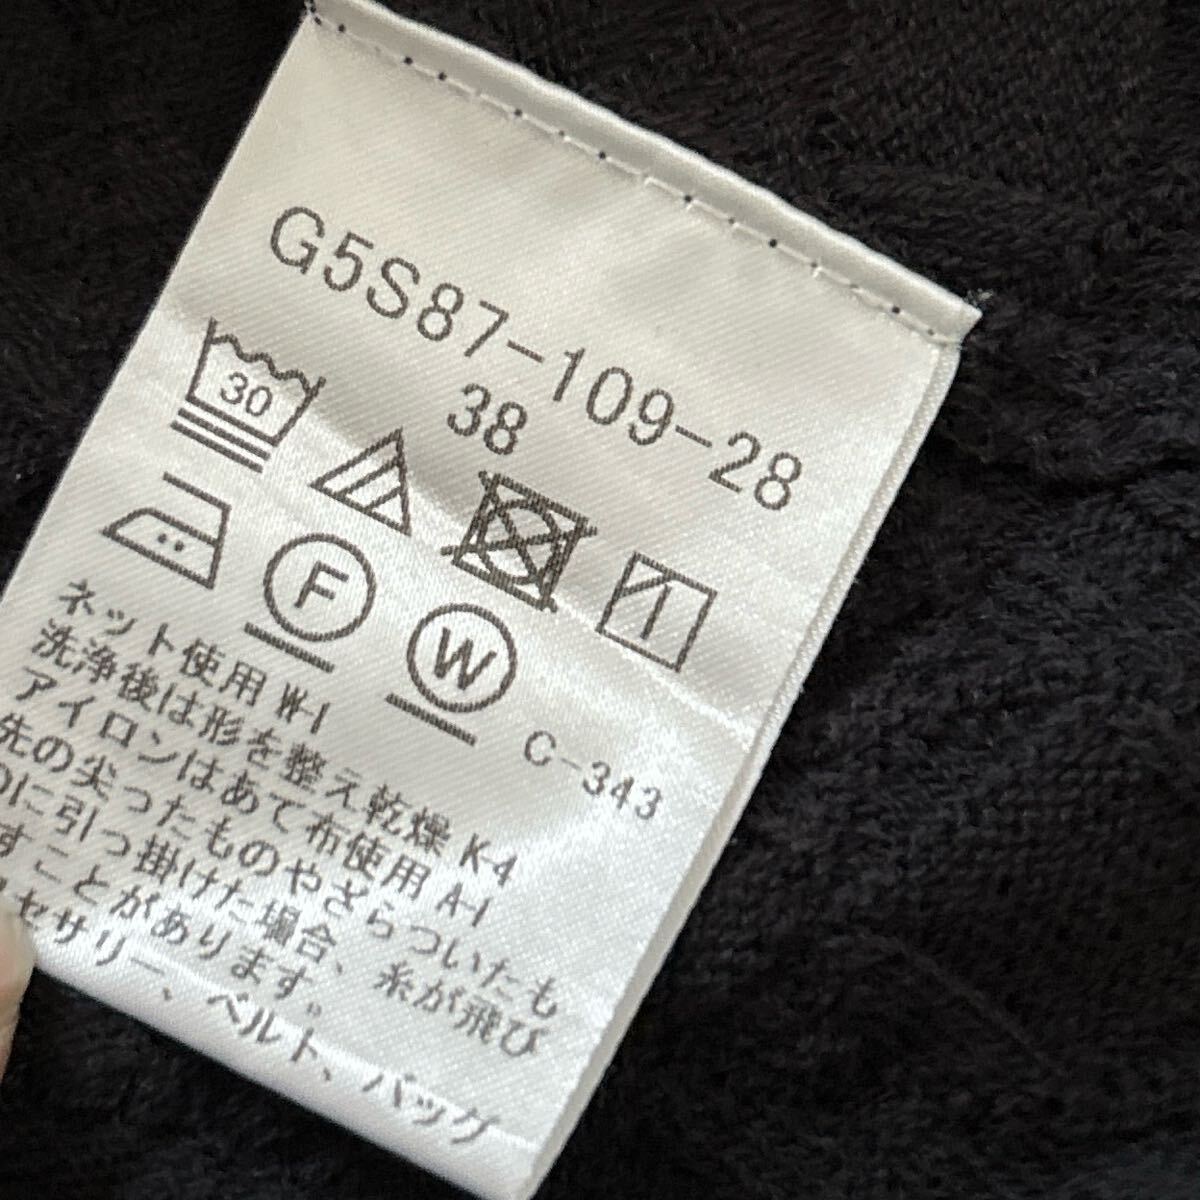 G5S87-109-28
38
30
F
W
C-343
ネット使用 W-1
洗浄後は形を整え乾燥 K-4
アイロンはあて布使用 A-1
先の尖ったものやざらついたも
のに引っ掛けた場合、糸が飛び
すことがあります。
セサリー、ベルト、バッグ